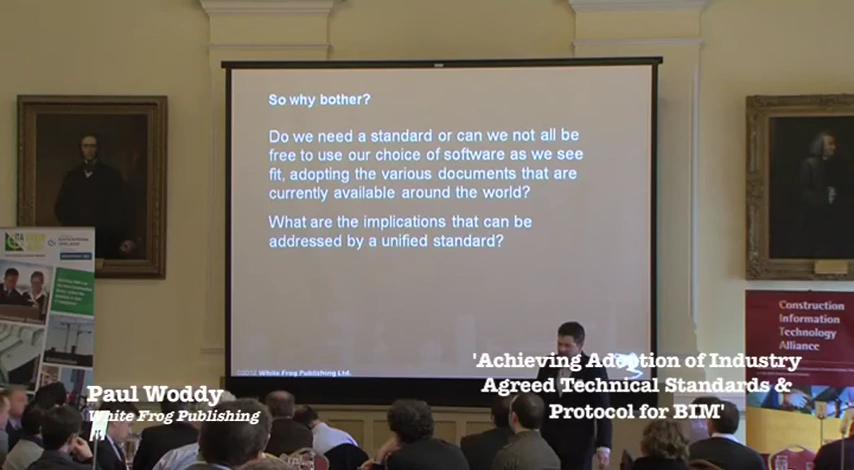 So why bother?
Do we need a standard or can we not all be
free to use our choice of software as we see
fit, adopting the various documents that are
currently available around the world?
What are the implications that can be
addressed by a unified standard?
©2012 White Frog Publishing Ltd.
Construction
Information
Technology
Alliance
'Achieving Adoption of Industry
Agreed Technical Standards &
Protocol for BIM'
Paul Woddy
White Frog Publishing